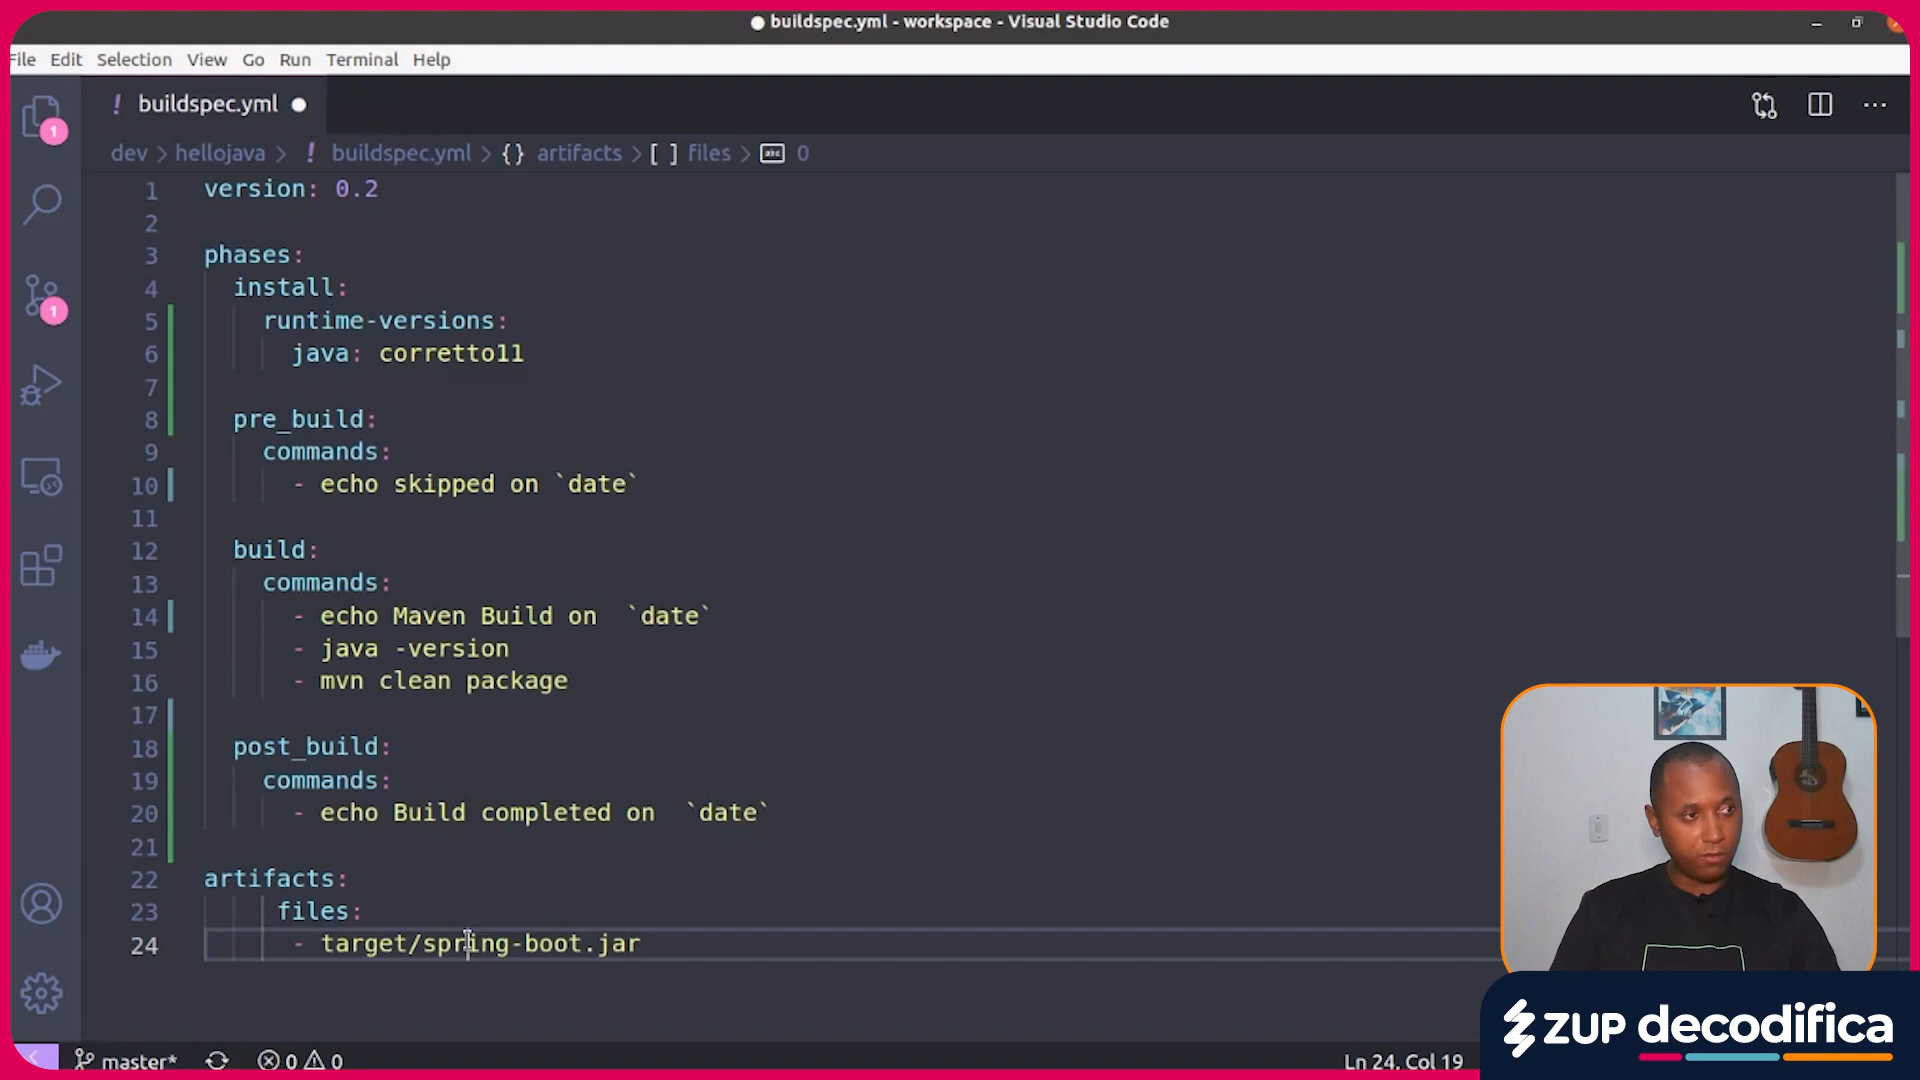 buildspec.yml - workspace - Visual Studio Code
File Edit Selection View Go Run Terminal Help
! buildspec.yml
dev > hellojava > ! buildspec.yml > {} artifacts > [ ] files > abc 0
1
1
1 version: 0.2
2
3 phases:
4 install:
5 runtime-versions:
6 java: corretto11
7
8 pre_build:
9 commands:
10 - echo skipped on `date`
11
12 build:
13 commands:
14 - echo Maven Build on  `date`
15 - java -version
16 - mvn clean package
17
18 post_build:
19 commands:
20 - echo Build completed on  `date`
21
22 artifacts:
23 files:
24 - target/spring-boot.jar
master* 0 0 Ln 24, Col 19
ZUP decodifica